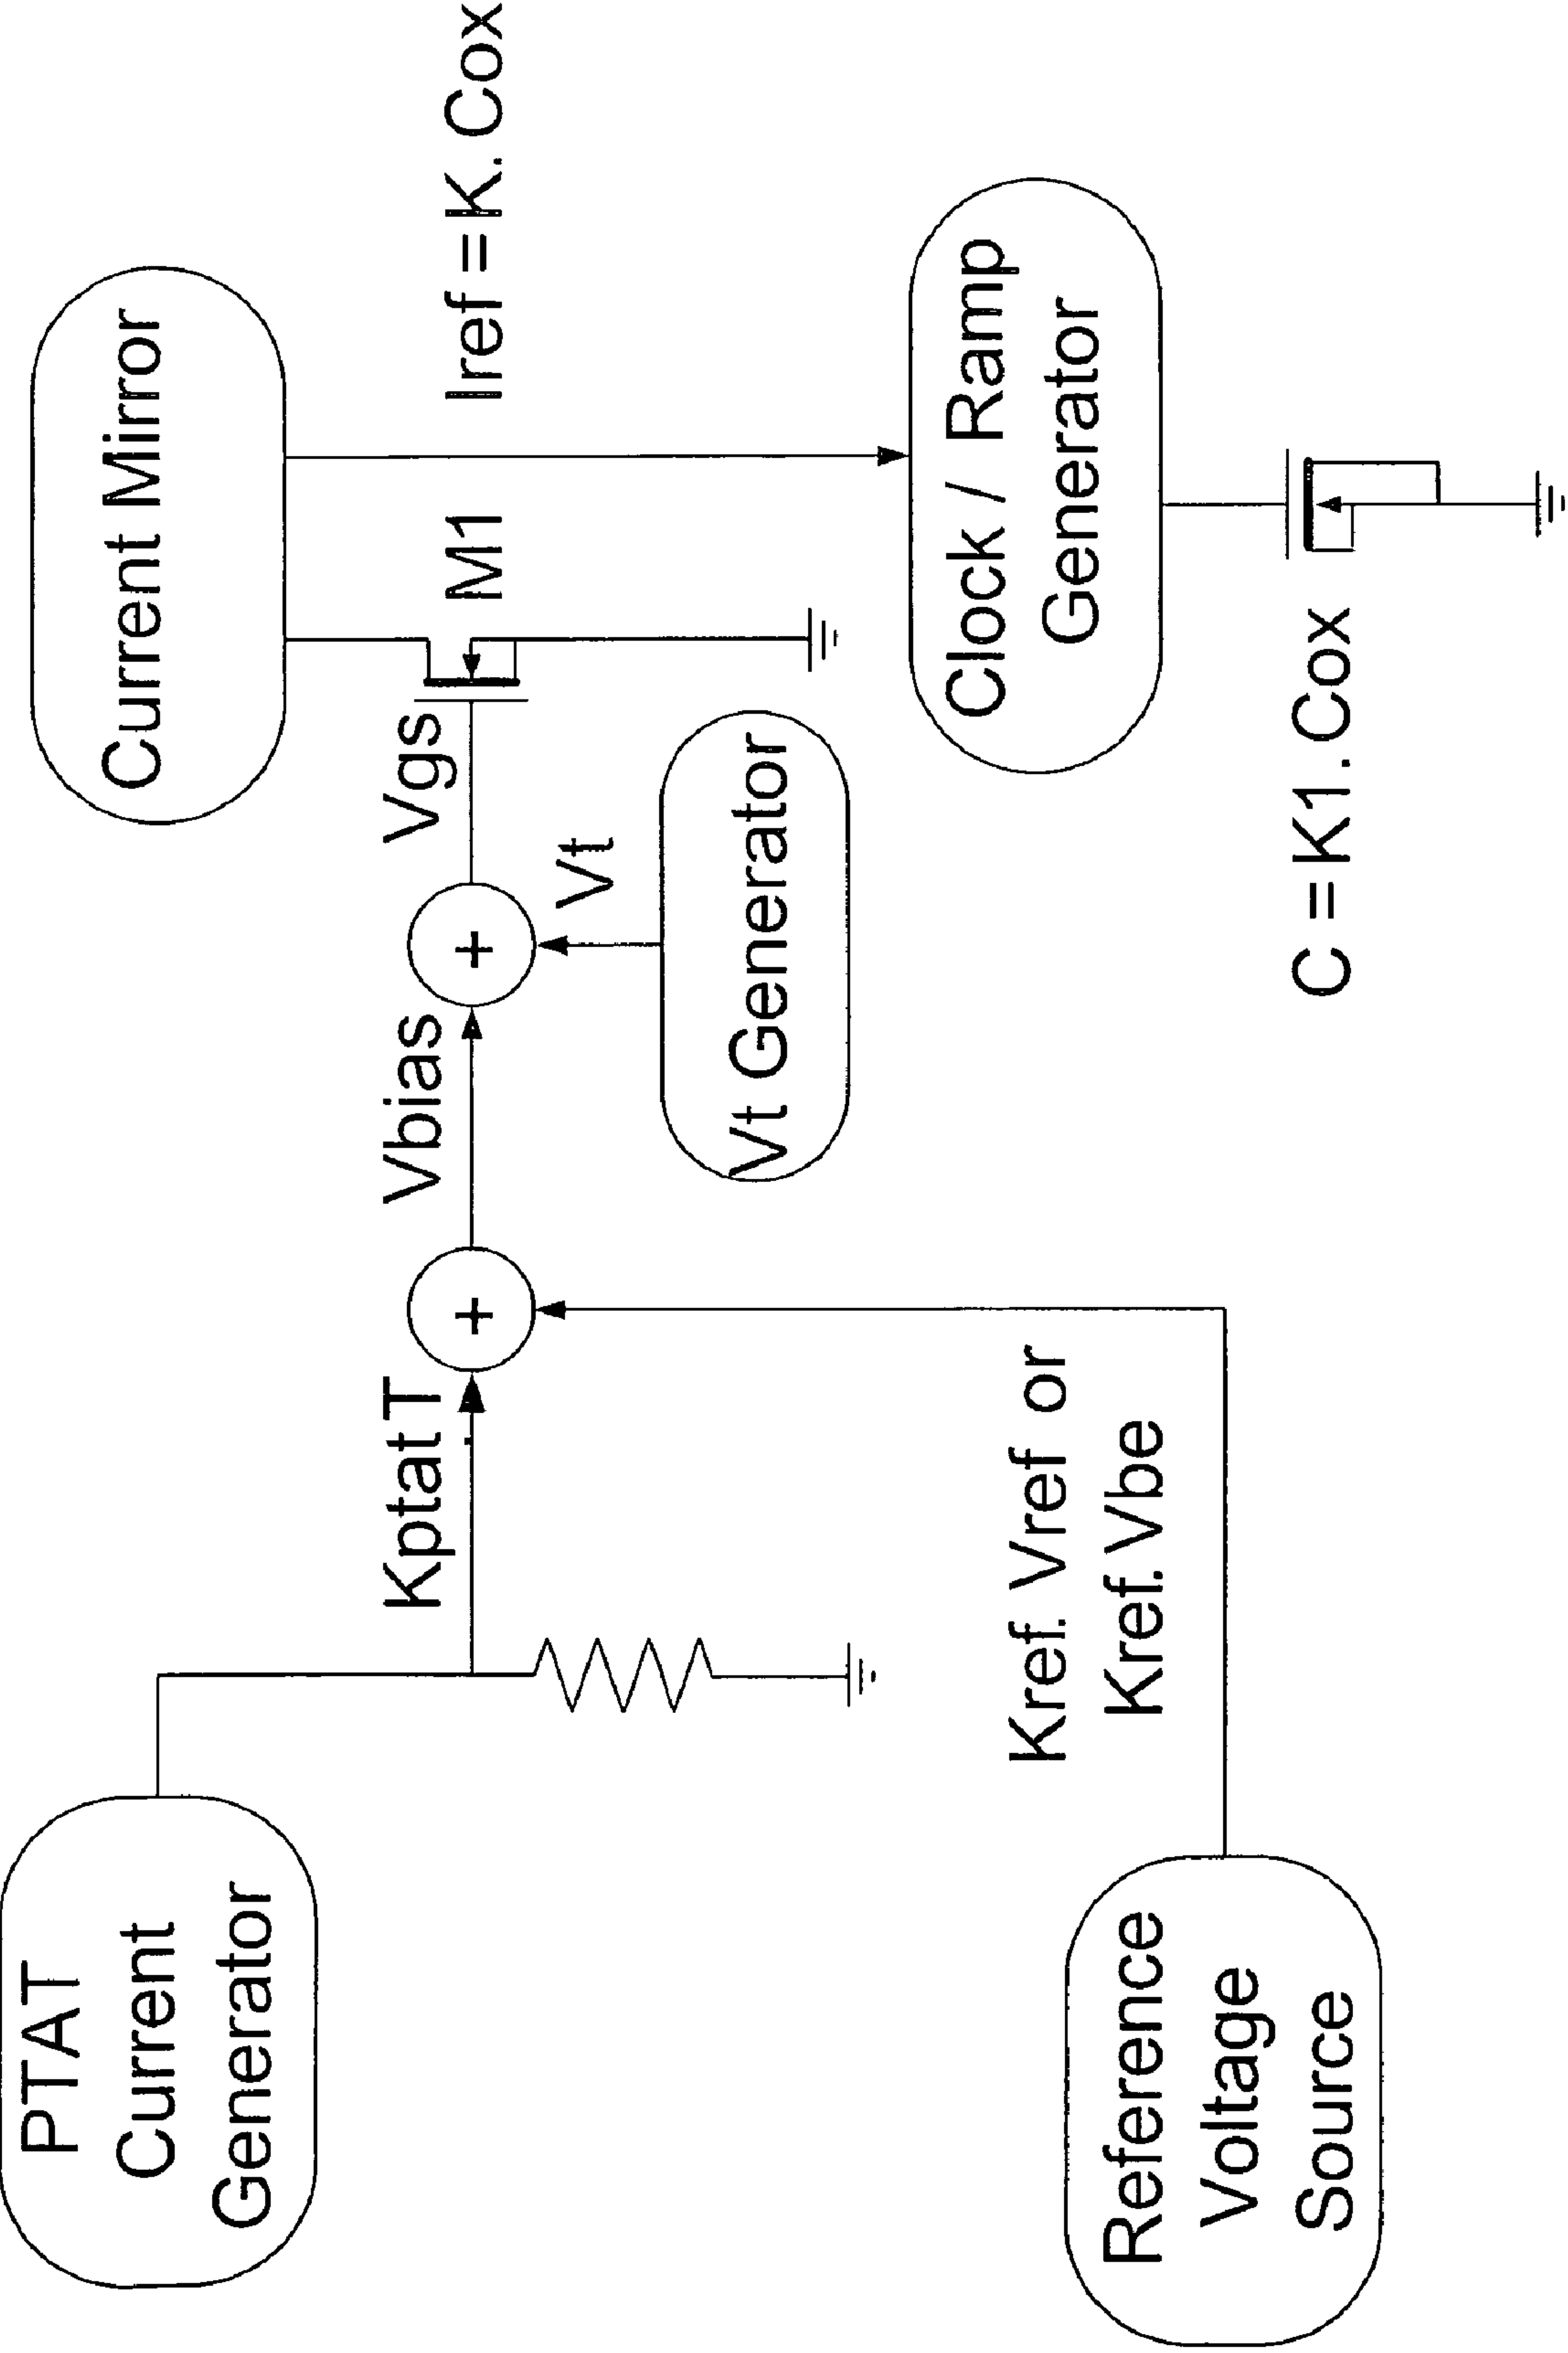 PTAT
Current
Generator
Kptat T
+
Vbias
+
Vgs
Vt
Vt Generator
Current Mirror
M1
Iref = K. Cox
Reference
Voltage
Source
Kref. Vref or
Kref. Vbe
Clock / Ramp
Generator
C = K1. Cox